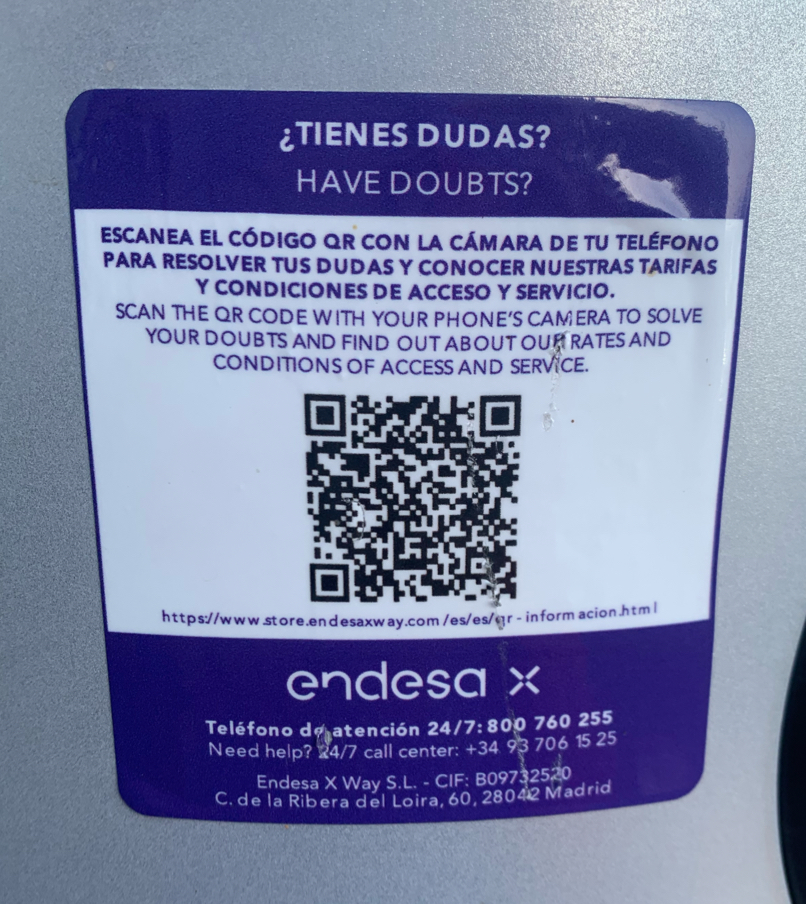 ¿TIENES DUDAS?
HAVE DOUBTS?
ESCANEA EL CÓDIGO QR CON LA CÁMARA DE TU TELÉFONO
PARA RESOLVER TUS DUDAS Y CONOCER NUESTRAS TARIFAS
Y CONDICIONES DE ACCESO Y SERVICIO.
SCAN THE QR CODE WITH YOUR PHONE'S CAMERA TO SOLVE
YOUR DOUBTS AND FIND OUT ABOUT OUR RATES AND
CONDITIONS OF ACCESS AND SERVICE.
https://www.store.endesaxway.com/es/es/qr-informacion.html
endesa x
Teléfono de atención 24/7: 800 760 255
Need help? 24/7 call center: +34 93 706 15 25
Endesa X Way S.L. - CIF: B09732520
C. de la Ribera del Loira, 60, 28042 Madrid